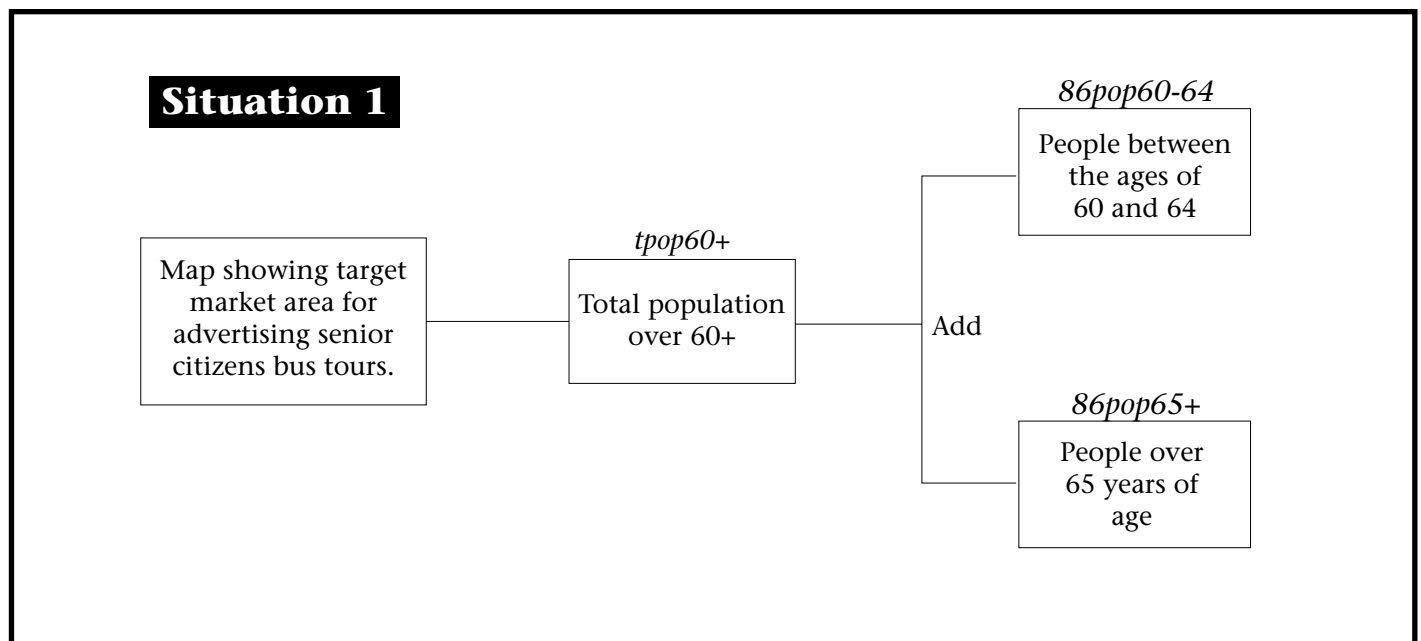 Situation 1
Map showing target
market area for
advertising senior
citizens bus tours.
tpop60+
Total population
over 60+
Add
86pop60-64
People between
the ages of
60 and 64
86pop65+
People over
65 years of
age